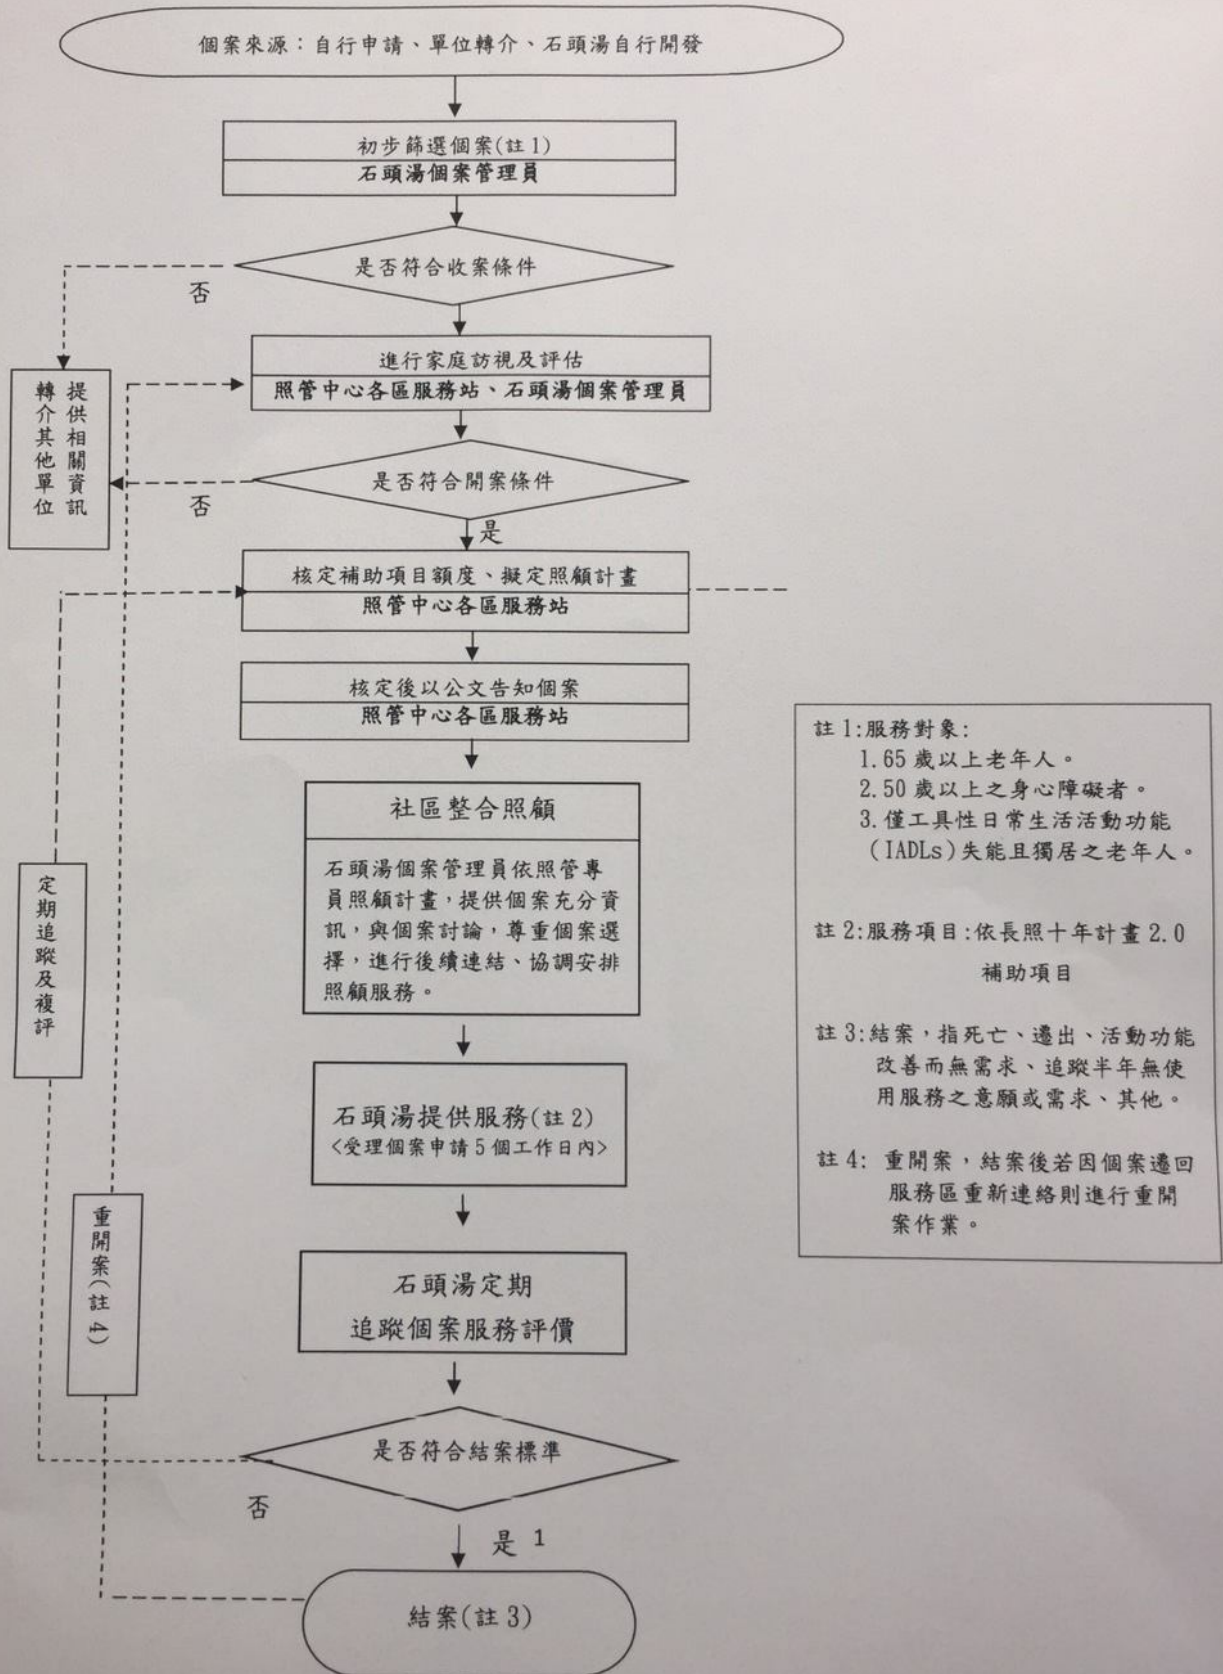 個案來源：自行申請、單位轉介、石頭湯自行開發
初步篩選個案(註1)
石頭湯個案管理員
是否符合收案條件
否
進行家庭訪視及評估
照管中心各區服務站、石頭湯個案管理員
提供相關資訊
轉介其他單位
是否符合開案條件
否
是
核定補助項目額度、擬定照顧計畫
照管中心各區服務站
核定後以公文告知個案
照管中心各區服務站
社區整合照顧
石頭湯個案管理員依照管專
員照顧計畫，提供個案充分資
訊，與個案討論，尊重個案選
擇，進行後續連結、協調安排
照顧服務。
定期追蹤及複評
石頭湯提供服務(註2)
<受理個案申請5個工作日內>
重開案(註4)
石頭湯定期
追蹤個案服務評價
是否符合結案標準
否
是 1
結案(註3)
註1:服務對象:
1.65歲以上老年人。
2.50歲以上之身心障礙者。
3.僅工具性日常生活活動功能
(IADLs)失能且獨居之老年人。
註2:服務項目:依長照十年計畫2.0
補助項目
註3:結案，指死亡、遷出、活動功能
改善而無需求、追蹤半年無使
用服務之意願或需求、其他。
註4: 重開案，結案後若因個案遷回
服務區重新連絡則進行重開
案作業。